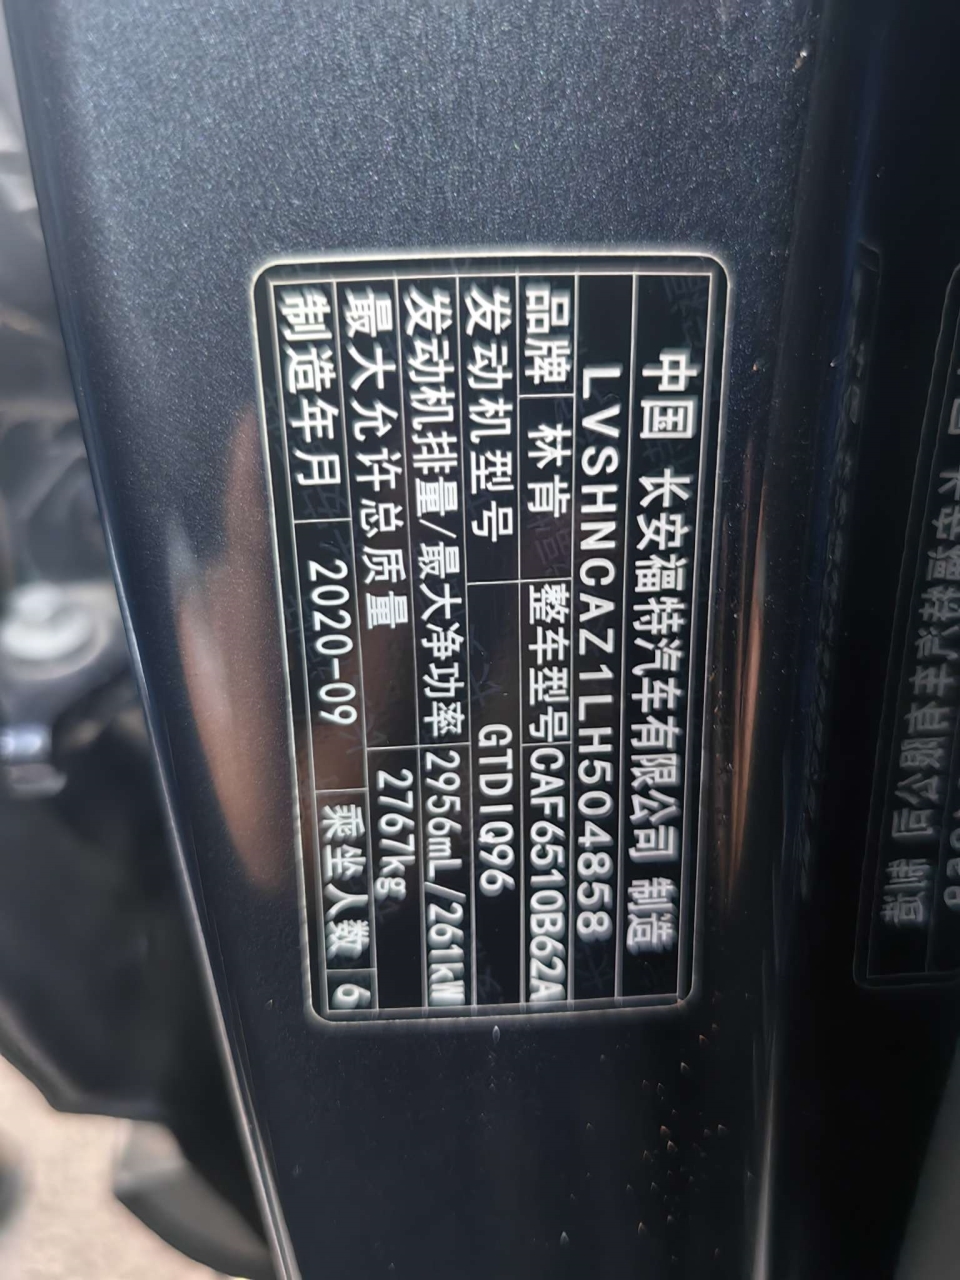 中国 长安福特汽车有限公司 制造
LVSHNCAZ1LH504858
品牌 林肯 整车型号 CAF6510B62A
发动机型号 GTDIQ96
发动机排量/最大净功率 2956mL/261kW
最大允许总质量 2767kg
制造年月 2020-09 乘坐人数 6